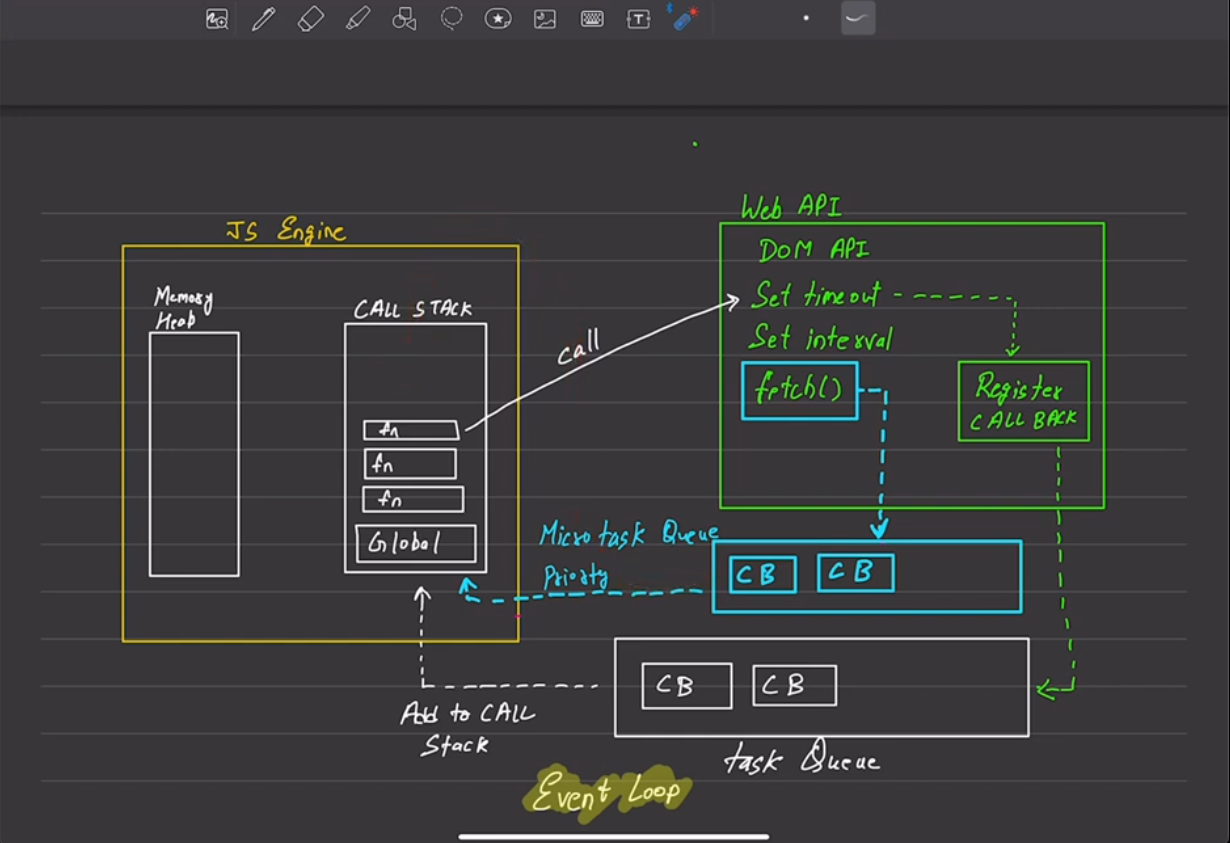 T
JS Engine
Memory
Heap
CALL STACK
fn
fn
fn
Global
call
Web API
DOM API
Set timeout
Set interval
fetch()
Register
CALL BACK
Micro task Queue
Priority
CB
CB
CB
CB
Add to CALL
Stack
task Queue
Event Loop